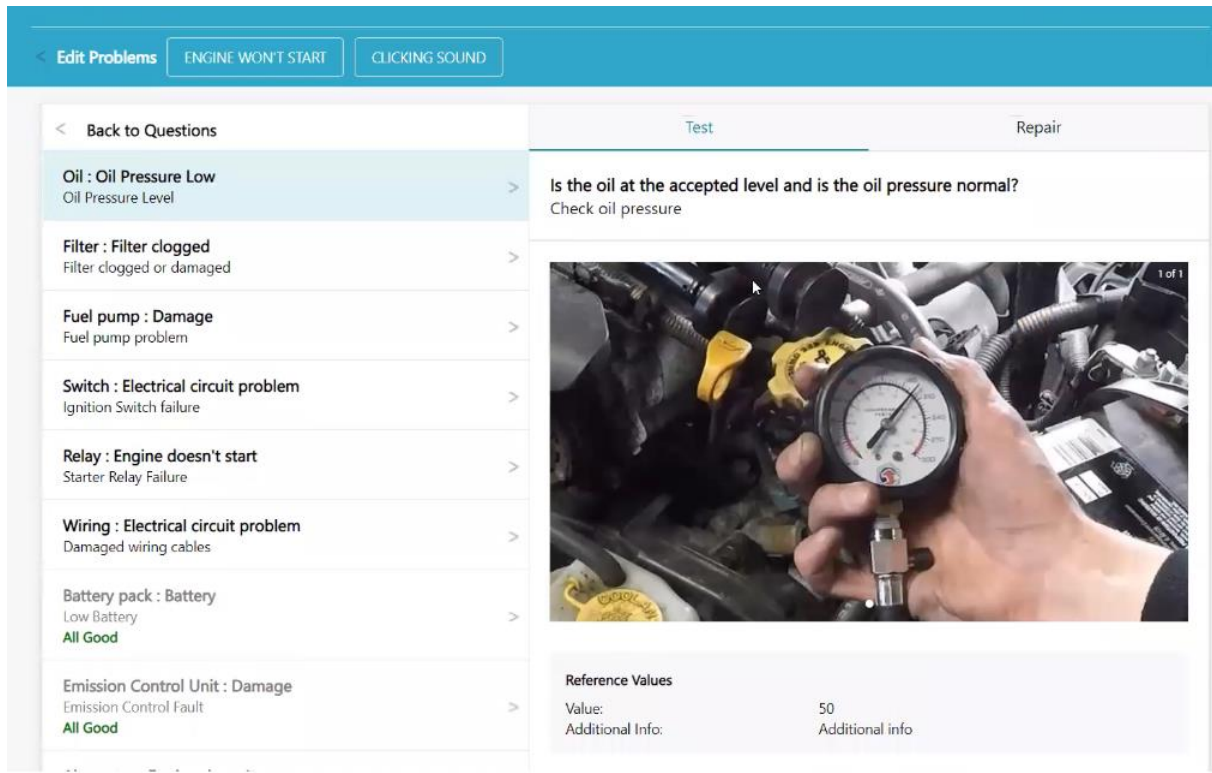 < Edit Problems ENGINE WON'T START CLICKING SOUND
< Back to Questions
Oil : Oil Pressure Low
Oil Pressure Level
>
Filter : Filter clogged
Filter clogged or damaged
>
Fuel pump : Damage
Fuel pump problem
>
Switch : Electrical circuit problem
Ignition Switch failure
>
Relay : Engine doesn't start
Starter Relay Failure
>
Wiring : Electrical circuit problem
Damaged wiring cables
>
Battery pack : Battery
Low Battery
All Good
>
Emission Control Unit : Damage
Emission Control Fault
All Good
>
Test Repair
Is the oil at the accepted level and is the oil pressure normal?
Check oil pressure
1 of 1
Reference Values
Value: 50
Additional Info: Additional info